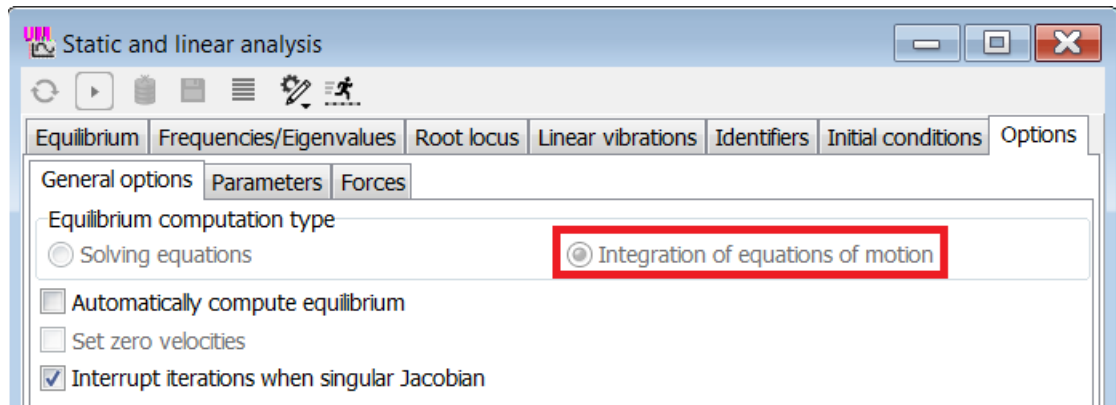 UM Static and linear analysis
Equilibrium Frequencies/Eigenvalues Root locus Linear vibrations Identifiers Initial conditions Options
General options Parameters Forces
Equilibrium computation type
Solving equations Integration of equations of motion
Automatically compute equilibrium
Set zero velocities
Interrupt iterations when singular Jacobian